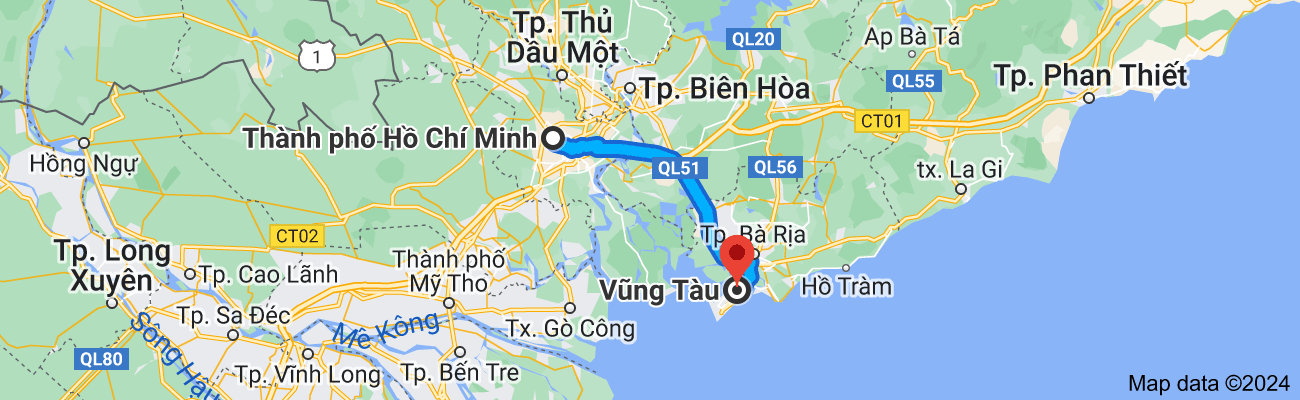 Tp. Thủ
Dầu Một
QL20
Ap Bà Tá
1
QL55
Tp. Phan Thiết
Tp. Biên Hòa
CT01
Thành phố Hồ Chí Minh
Hồng Ngự
QL51
QL56
tx. La Gi
CT02
Tp. Bà Rịa
Tp. Long
Xuyên
Tp. Cao Lãnh
Thành phố
Mỹ Tho
Vũng Tàu
Hồ Tràm
Tp. Sa Đéc
Mê Kông
Tx. Gò Công
Sông Hậu
QL80
Tp. Vĩnh Long
Tp. Bến Tre
Map data ©2024